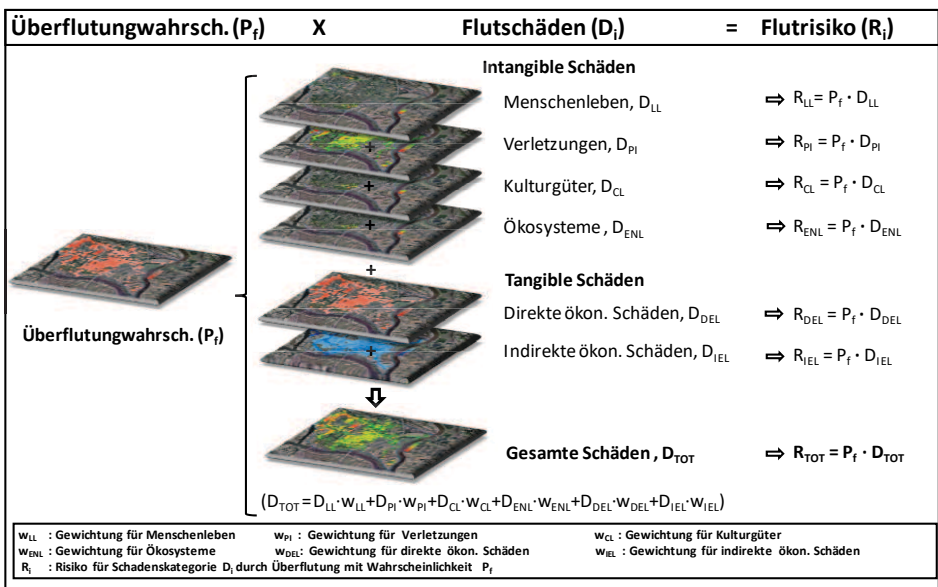 Überflutungwahrsch. (Pf) X Flutschäden (Di) = Flutrisiko (Ri)
Intangible Schäden
Menschenleben, DLL ⇨ RLL= Pf · DLL
Verletzungen, DPI ⇨ RPI = Pf · DPI
+
Kulturgüter, DCL ⇨ RCL = Pf · DCL
+
Ökosysteme , DENL ⇨ RENL = Pf · DENL
+
+
Tangible Schäden
Direkte ökon. Schäden, DDEL ⇨ RDEL = Pf · DDEL
Überflutungwahrsch. (Pf)
+
Indirekte ökon. Schäden, DIEL ⇨ RIEL = Pf · DIEL
Gesamte Schäden , DTOT ⇨ RTOT = Pf · DTOT
(DTOT=DLL·wLL+DPI·wPI+DCL·wCL+DENL·wENL+DDEL·wDEL+DIEL·wIEL)
wLL : Gewichtung für Menschenleben wPI : Gewichtung für Verletzungen wCL : Gewichtung für Kulturgüter
wENL : Gewichtung für Ökosysteme wDEL: Gewichtung für direkte ökon. Schäden wIEL : Gewichtung für indirekte ökon. Schäden
Ri : Risiko für Schadenskategorie Di durch Überflutung mit Wahrscheinlichkeit Pf